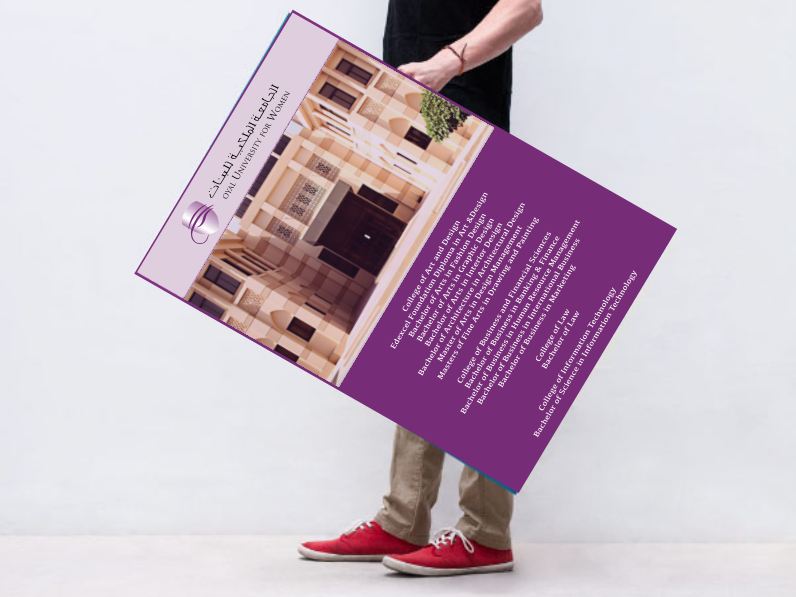 الجامعة الملكية للبنات
OYAL UNIVERSITY FOR WOMEN
College of Art and Design
Edexcel Foundation Diploma in Art &Design
Bachelor of Arts in Fashion Design
Bachelor of Arts in Graphic Design
Bachelor of Arts in Interior Design
Bachelor of Architecture in Architectural Design
Master of Arts in Design Management
Masters of Fine Arts in Drawing and Painting
College of Business and Financial Sciences
Bachelor of Business in Banking & Finance
Bachelor of Business in Human Resource Management
Bachelor of Business in International Business
Bachelor of Business in Marketing
College of Law
Bachelor of Law
College of Information Technology
Bachelor of Science in Information Technology